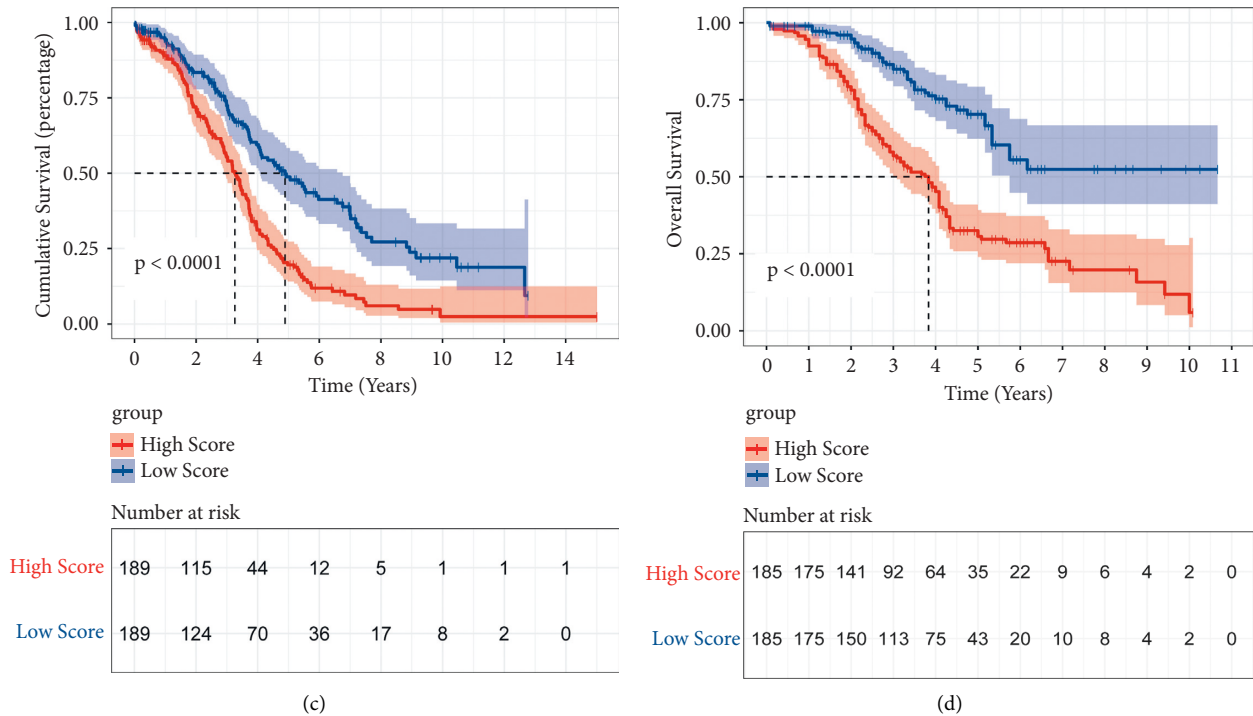 1.00
0.75
0.50
0.25
0.00
Cumulative Survival (percentage)
p < 0.0001
0 2 4 6 8 10 12 14
Time (Years)
group
High Score
Low Score
Number at risk
High Score 189 115 44 12 5 1 1 1
Low Score 189 124 70 36 17 8 2 0
(c)
1.00
0.75
0.50
0.25
0.00
Overall Survival
p < 0.0001
0 1 2 3 4 5 6 7 8 9 10 11
Time (Years)
group
High Score
Low Score
Number at risk
High Score 185 175 141 92 64 35 22 9 6 4 2 0
Low Score 185 175 150 113 75 43 20 10 8 4 2 0
(d)